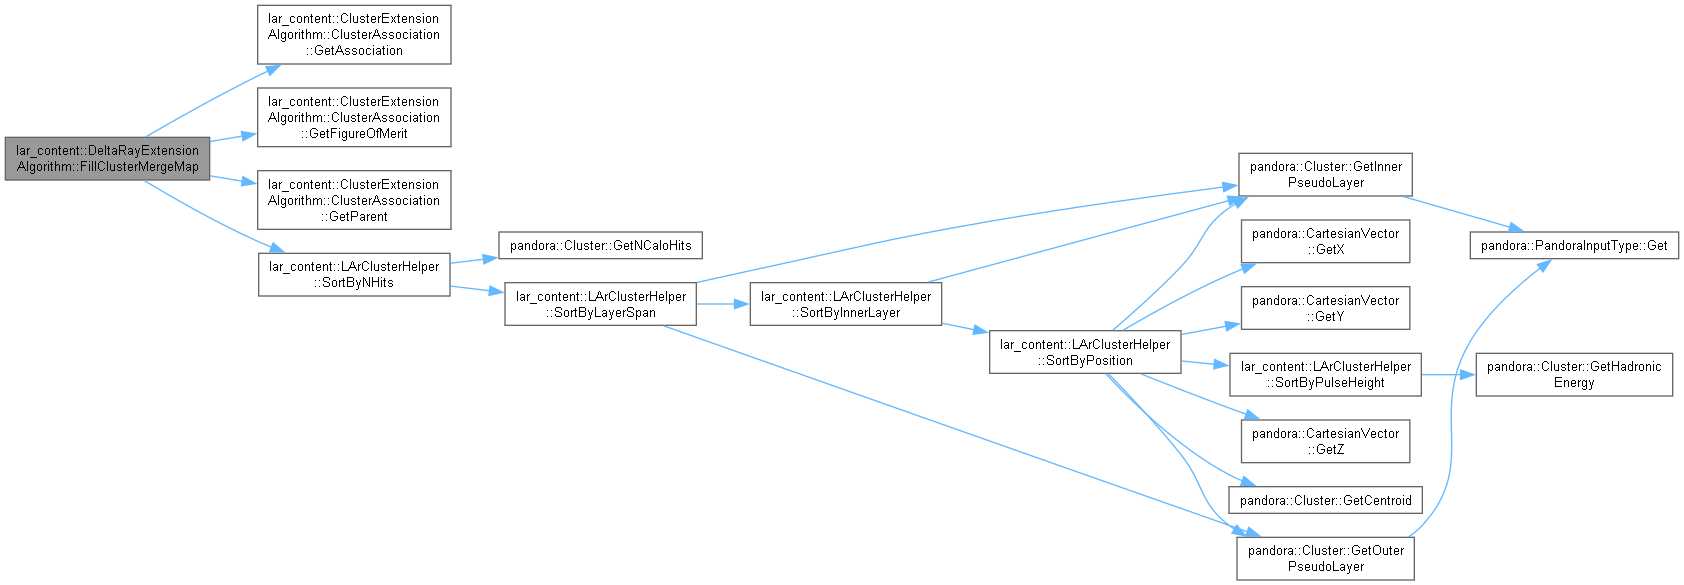 lar_content::DeltaRayExtension
Algorithm::FillClusterMergeMap
lar_content::ClusterExtension
Algorithm::ClusterAssociation
::GetAssociation
lar_content::ClusterExtension
Algorithm::ClusterAssociation
::GetFigureOfMerit
lar_content::ClusterExtension
Algorithm::ClusterAssociation
::GetParent
lar_content::LArClusterHelper
::SortByNHits
pandora::Cluster::GetNCaloHits
lar_content::LArClusterHelper
::SortByLayerSpan
lar_content::LArClusterHelper
::SortByInnerLayer
lar_content::LArClusterHelper
::SortByPosition
pandora::Cluster::GetInner
PseudoLayer
pandora::CartesianVector
::GetX
pandora::CartesianVector
::GetY
lar_content::LArClusterHelper
::SortByPulseHeight
pandora::CartesianVector
::GetZ
pandora::Cluster::GetCentroid
pandora::Cluster::GetOuter
PseudoLayer
pandora::PandoraInputType::Get
pandora::Cluster::GetHadronic
Energy